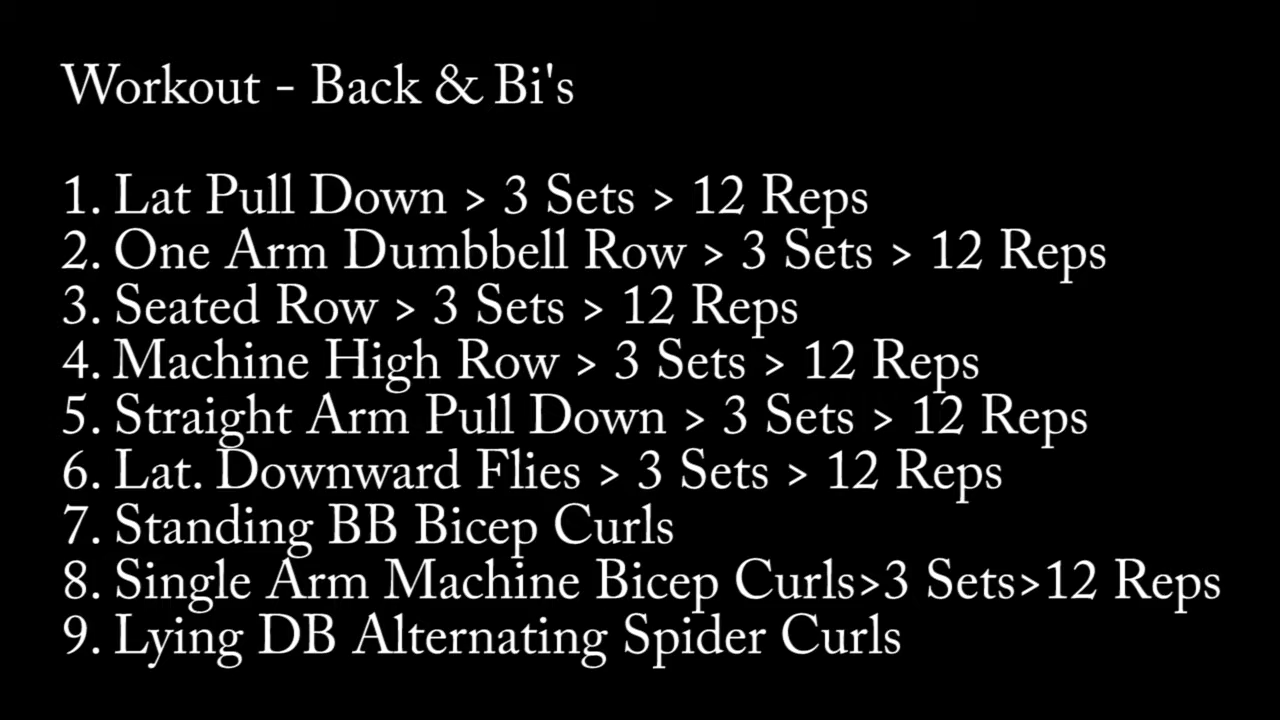 Workout - Back & Bi's
1. Lat Pull Down > 3 Sets > 12 Reps
2. One Arm Dumbbell Row > 3 Sets > 12 Reps
3. Seated Row > 3 Sets > 12 Reps
4. Machine High Row > 3 Sets > 12 Reps
5. Straight Arm Pull Down > 3 Sets > 12 Reps
6. Lat. Downward Flies > 3 Sets > 12 Reps
7. Standing BB Bicep Curls
8. Single Arm Machine Bicep Curls>3 Sets>12 Reps
9. Lying DB Alternating Spider Curls